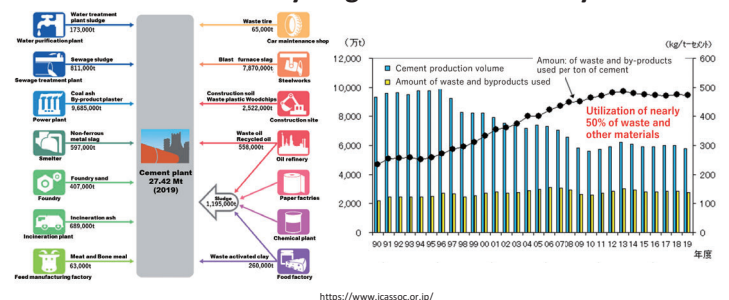 Water treatment
plant sludge
173,000t
Water purification plant
Sewage sludge
811,000t
Sewage treatment plant
Coal ash
By-product plaster
9,685,000t
Power plant
Non-ferrous
metal slag
597,000t
Smelter
Foundry sand
407,000t
Foundry
Incineration ash
689,000t
Incineration plant
Meat and Bone meal
63,000t
Feed manufacturing factory
Cement plant
27.42 Mt
(2019)
Waste tire
65,000t
Car maintenance shop
Blast furnace slag
7,870,000t
Steelworks
Construction soil
Waste plastic Woodchips
2,522,000t
Construction site
Waste oil
Recycled oil
558,000t
Oil refinery
Sludge
1,195,000t
Paper factries
Chemical plant
Waste activated clay
260,000t
Food factory
(万t)
(kg/t-セメント)
12,000
10,000
8,000
6,000
4,000
2,000
0
600
500
400
300
200
100
0
Cement production volume
Amount of waste and byproducts used
Amount of waste and by-products
used per ton of cement
Utilization of nearly
50% of waste and
other materials
90 91 92 93 94 95 96 97 98 99 00 01 02 03 04 05 06 07 08 09 10 11 12 13 14 15 16 17 18 19
年度
https://www.jcassoc.or.jp/